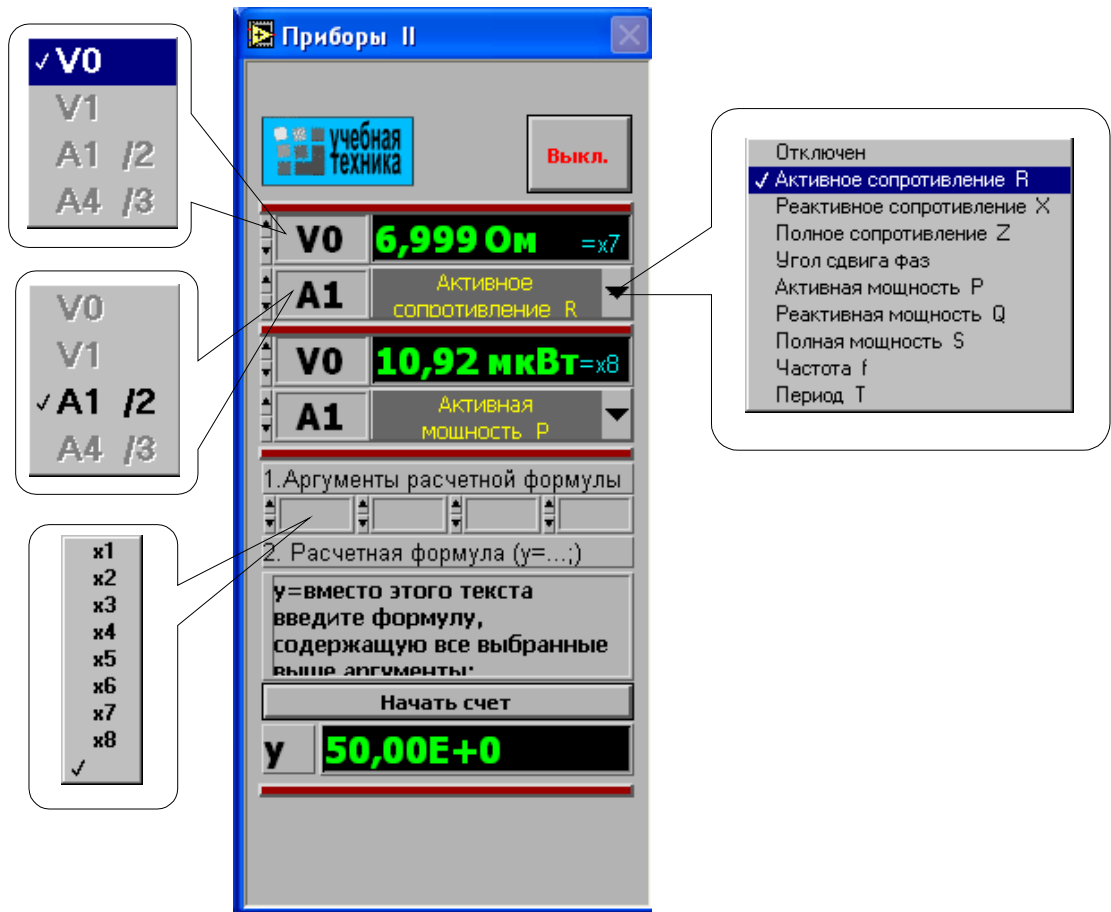 Приборы II
V0
V1
A1 /2
A4 /3
учебная
техника
Выкл.
Отключен
Активное сопротивление R
Реактивное сопротивление X
Полное сопротивление Z
Угол сдвига фаз
Активная мощность P
Реактивная мощность Q
Полная мощность S
Частота f
Период T
V0 6,999 Ом =x7
A1 Активное
сопротивление R
V0
V1
A1 /2
A4 /3
V0 10,92 мкВт =x8
A1 Активная
мощность P
1.Аргументы расчетной формулы
2. Расчетная формула (y=...;)
x1
x2
x3
x4
x5
x6
x7
x8
y=вместо этого текста
введите формулу,
содержащую все выбранные
выше аргументы;
Начать счет
y 50,00E+0